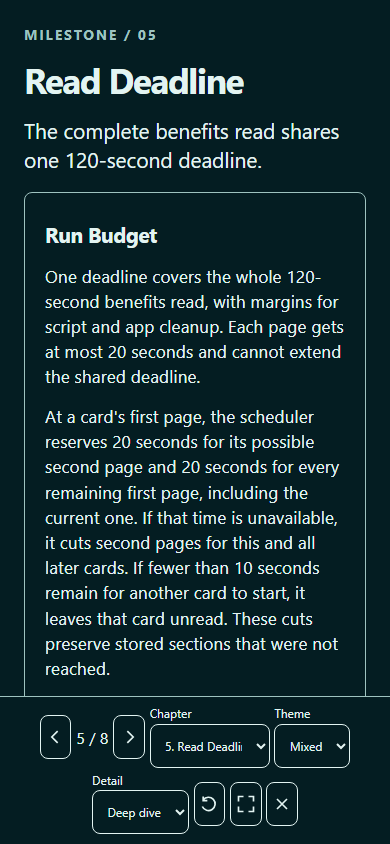 MILESTONE / 05
Read Deadline
The complete benefits read shares
one 120-second deadline.
Run Budget
One deadline covers the whole 120-
second benefits read, with margins for
script and app cleanup. Each page gets
at most 20 seconds and cannot extend
the shared deadline.
At a card's first page, the scheduler
reserves 20 seconds for its possible
second page and 20 seconds for every
remaining first page, including the
current one. If that time is unavailable,
it cuts second pages for this and all
later cards. If fewer than 10 seconds
remain for another card to start, it
leaves that card unread. These cuts
preserve stored sections that were not
reached.
5 / 8
Chapter
5. Read Deadli
Theme
Mixed
Detail
Deep dive